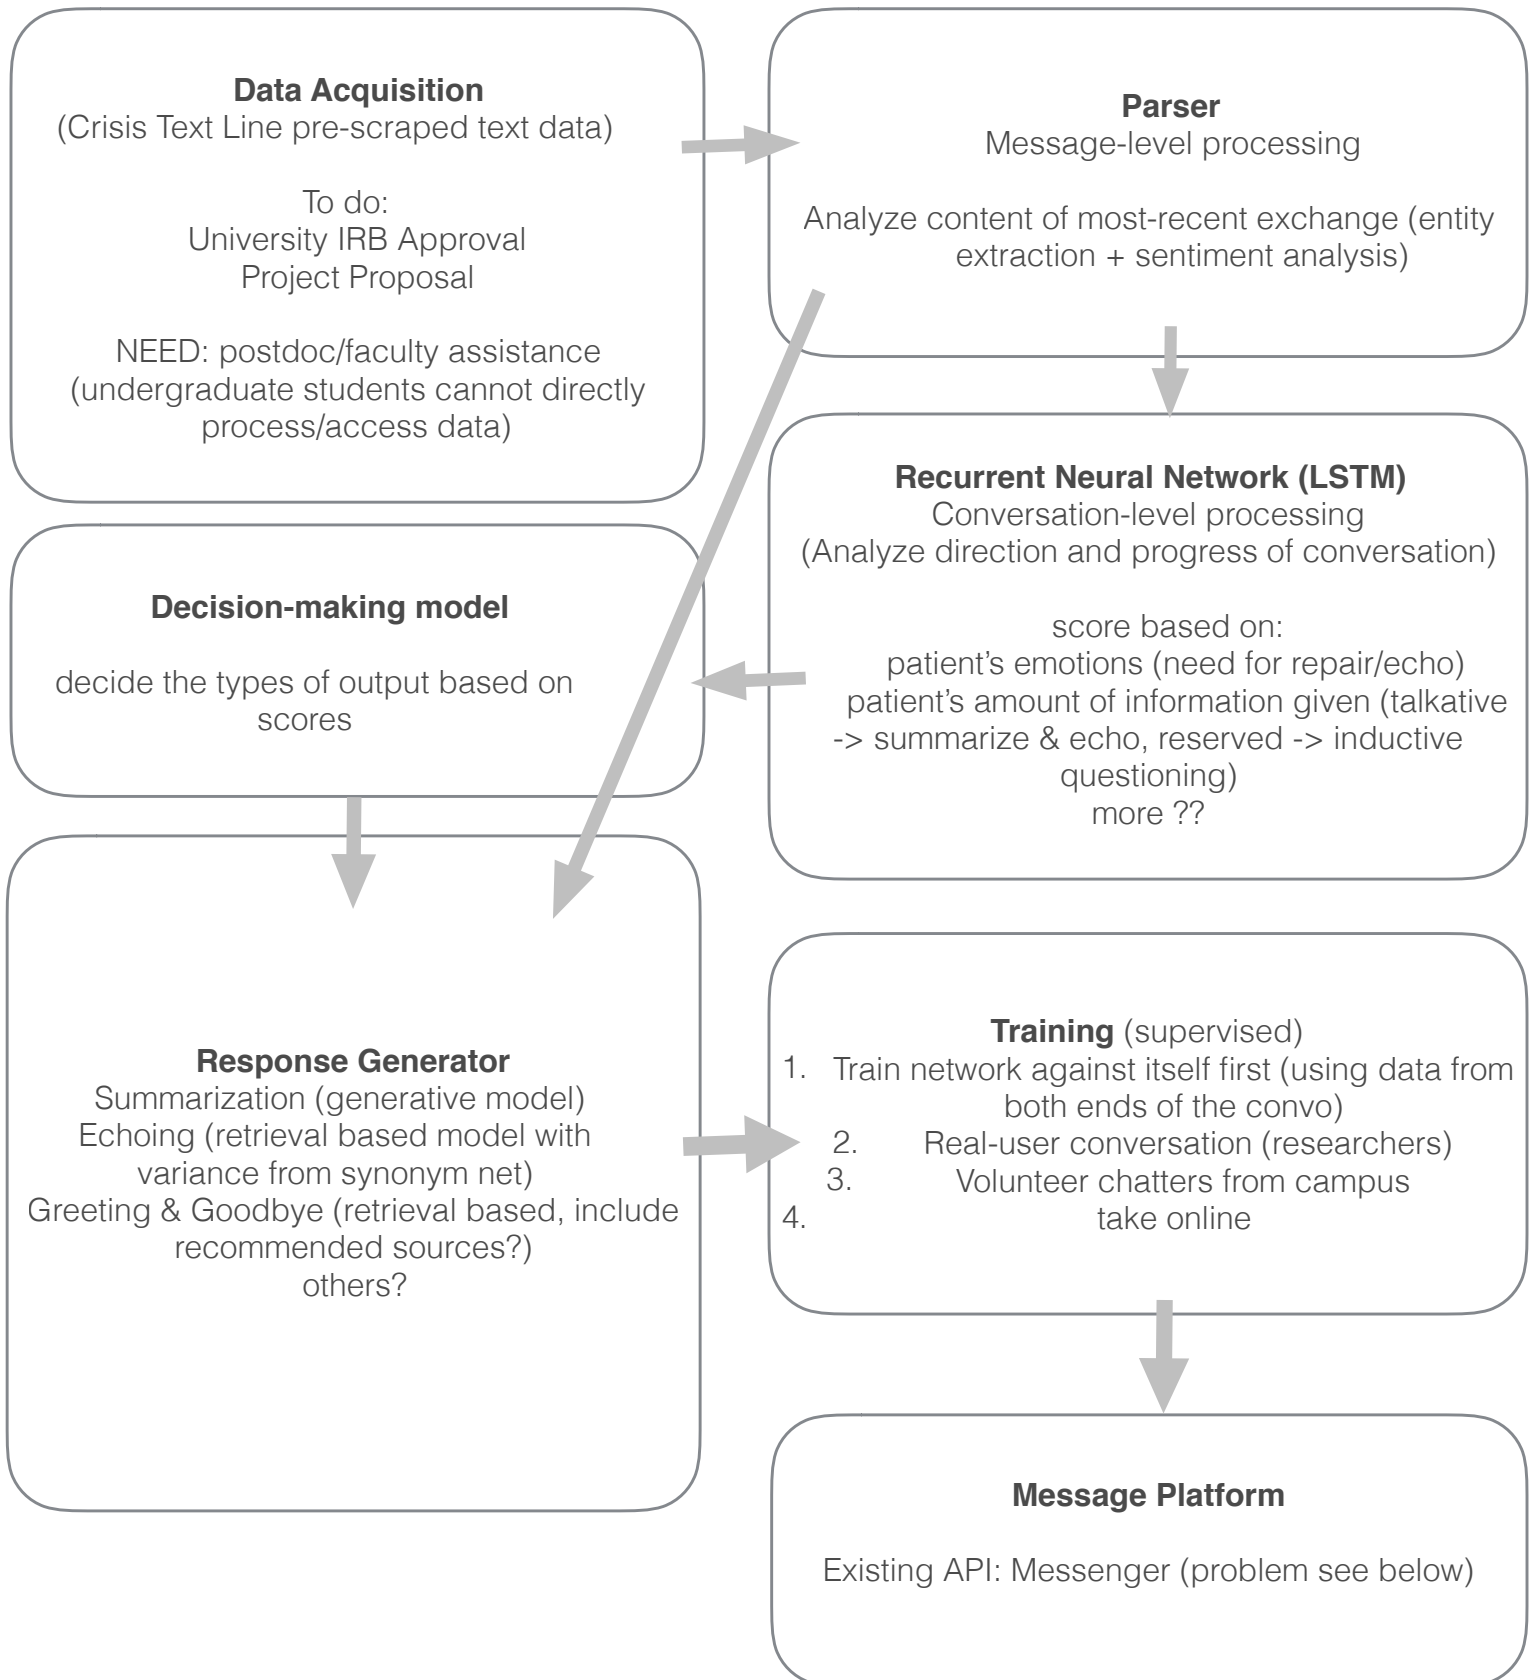 Data Acquisition
(Crisis Text Line pre-scraped text data)
To do:
University IRB Approval
Project Proposal
NEED: postdoc/faculty assistance
(undergraduate students cannot directly
process/access data)
Parser
Message-level processing
Analyze content of most-recent exchange (entity
extraction + sentiment analysis)
Recurrent Neural Network (LSTM)
Conversation-level processing
(Analyze direction and progress of conversation)
score based on:
patient’s emotions (need for repair/echo)
patient’s amount of information given (talkative
-> summarize & echo, reserved -> inductive
questioning)
more ??
Decision-making model
decide the types of output based on
scores
Response Generator
Summarization (generative model)
Echoing (retrieval based model with
variance from synonym net)
Greeting & Goodbye (retrieval based, include
recommended sources?)
others?
Training (supervised)
1. Train network against itself first (using data from
both ends of the convo)
2. Real-user conversation (researchers)
3. Volunteer chatters from campus
4. take online
Message Platform
Existing API: Messenger (problem see below)